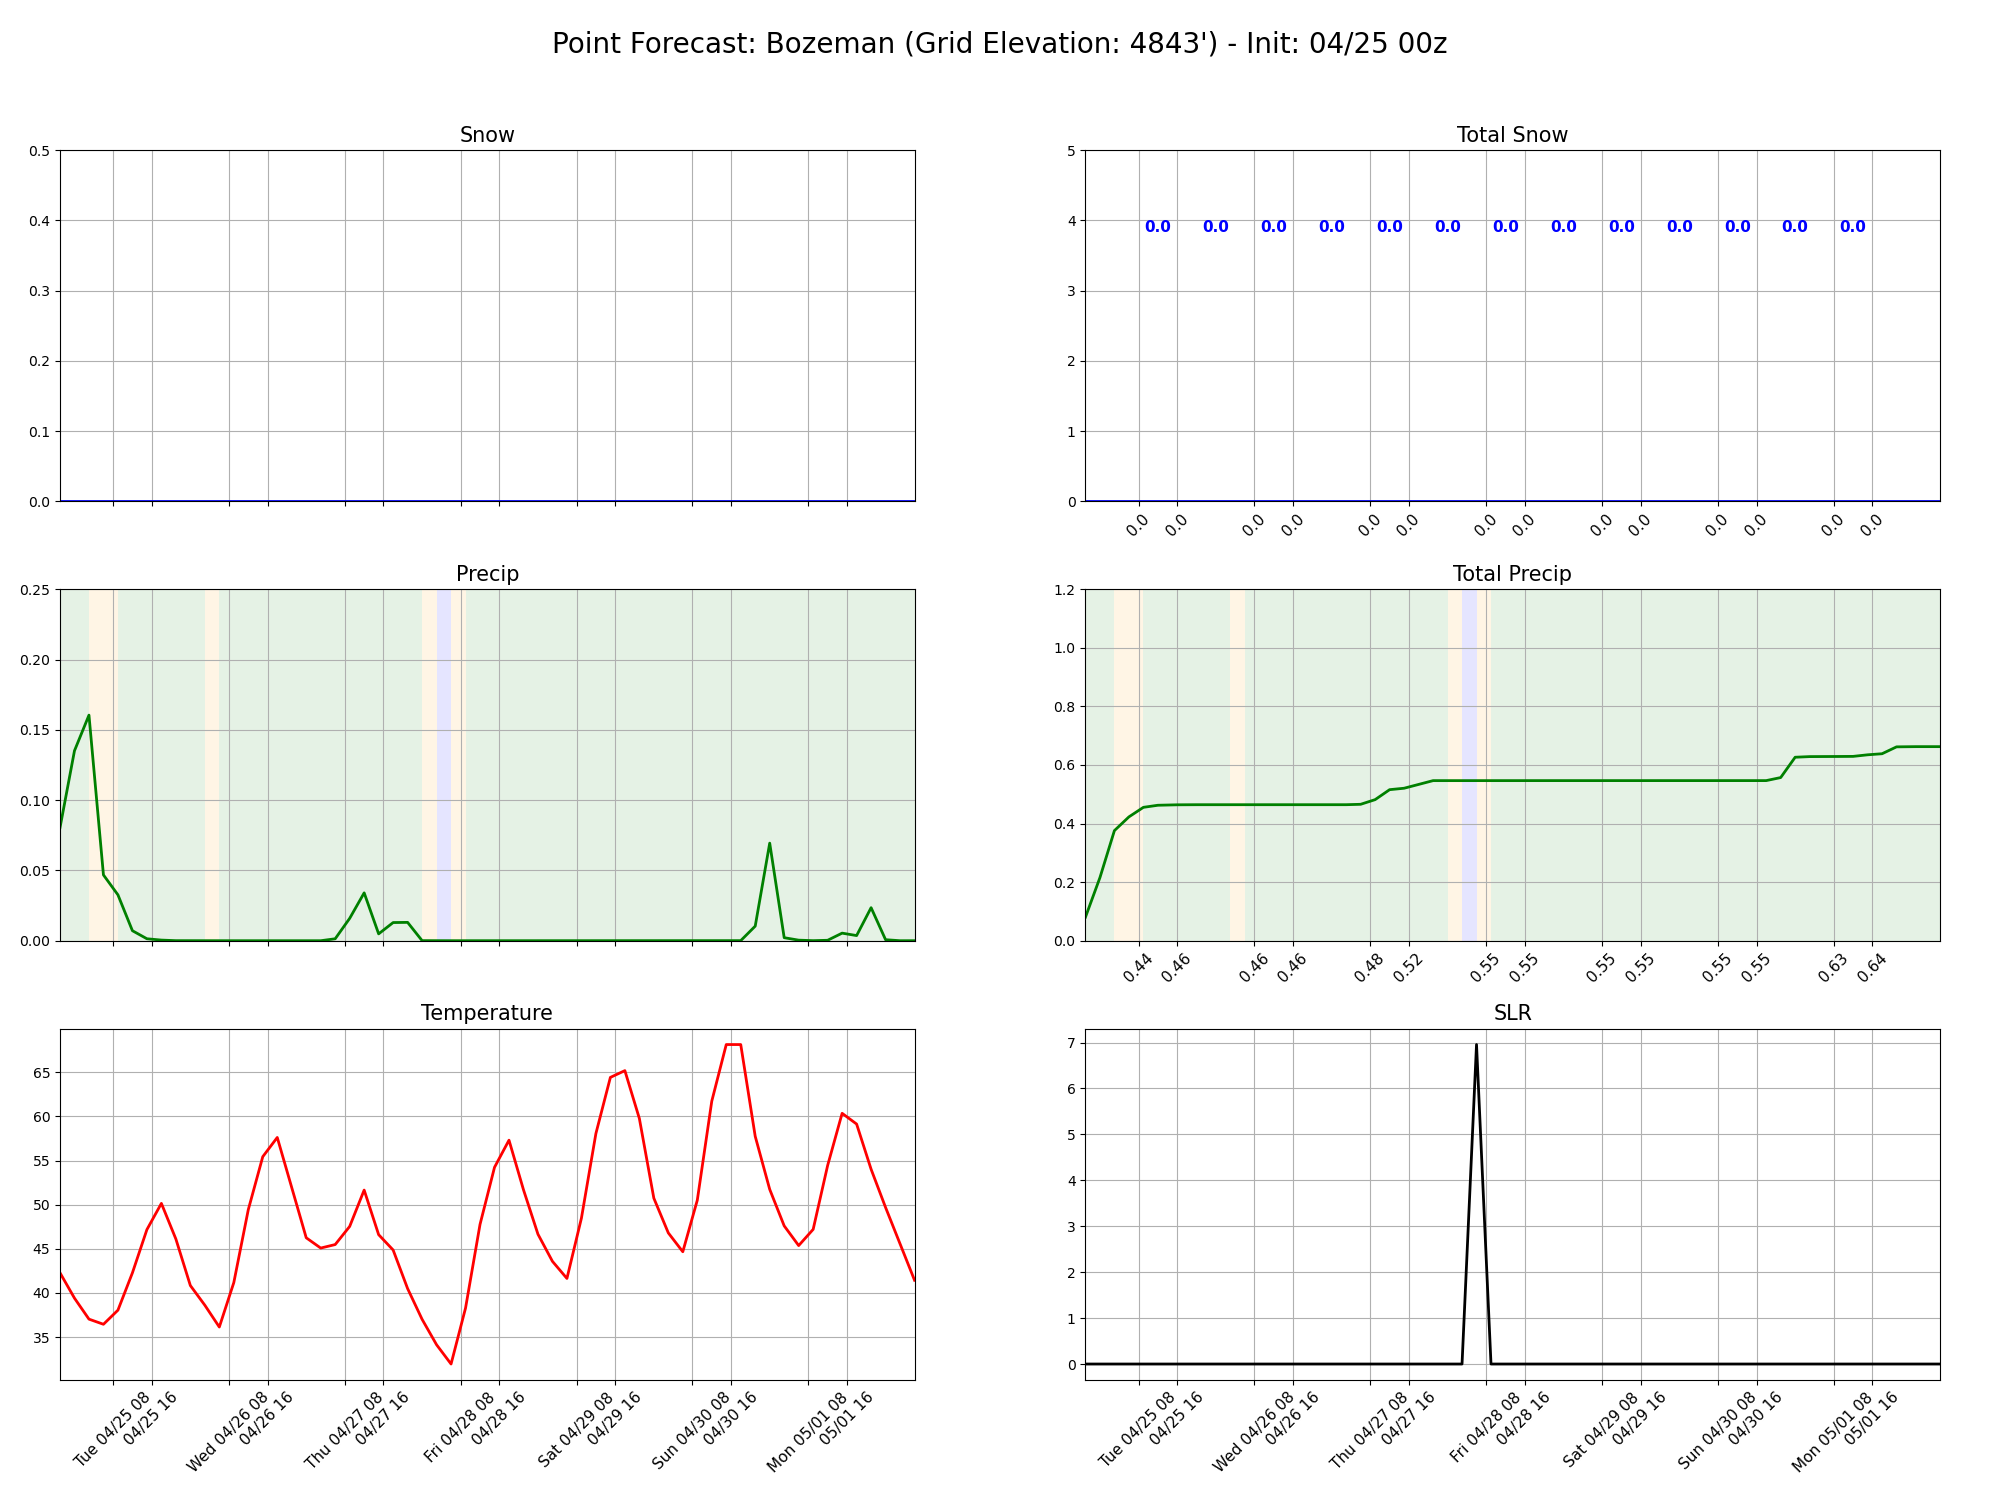 Point Forecast: Bozeman (Grid Elevation: 4843') - Init: 04/25 00z
Snow
0.5
0.4
0.3
0.2
0.1
0.0
Total Snow
5
4
3
2
1
0
0.0 0.0 0.0 0.0 0.0 0.0 0.0 0.0 0.0 0.0 0.0 0.0 0.0
0.0 0.0 0.0 0.0 0.0 0.0 0.0 0.0 0.0 0.0 0.0 0.0 0.0 0.0
Precip
0.25
0.20
0.15
0.10
0.05
0.00
Total Precip
1.2
1.0
0.8
0.6
0.4
0.2
0.0
0.44 0.46 0.46 0.46 0.48 0.52 0.55 0.55 0.55 0.55 0.55 0.55 0.63 0.64
Temperature
65
60
55
50
45
40
35
Tue 04/25 08
04/25 16
Wed 04/26 08
04/26 16
Thu 04/27 08
04/27 16
Fri 04/28 08
04/28 16
Sat 04/29 08
04/29 16
Sun 04/30 08
04/30 16
Mon 05/01 08
05/01 16
SLR
7
6
5
4
3
2
1
0
Tue 04/25 08
04/25 16
Wed 04/26 08
04/26 16
Thu 04/27 08
04/27 16
Fri 04/28 08
04/28 16
Sat 04/29 08
04/29 16
Sun 04/30 08
04/30 16
Mon 05/01 08
05/01 16